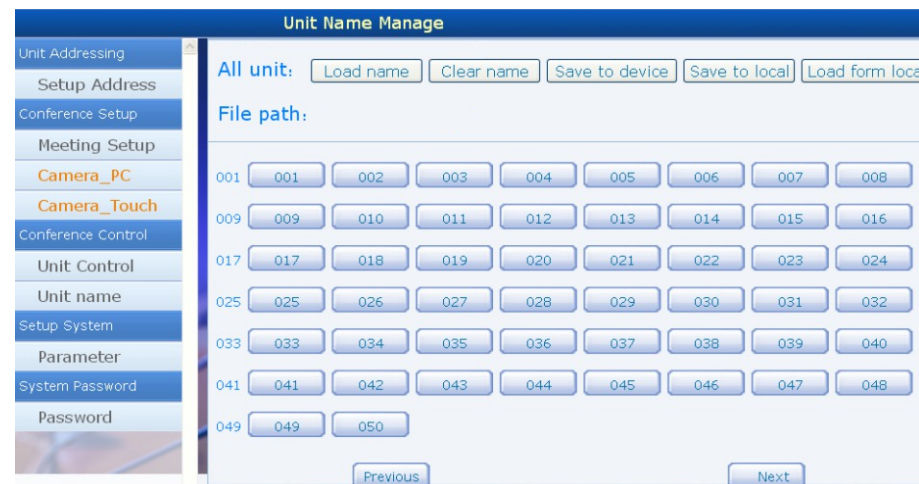 Unit Name Manage
Unit Addressing
Setup Address
Conference Setup
Meeting Setup
Camera_PC
Camera_Touch
Conference Control
Unit Control
Unit name
Setup System
Parameter
System Password
Password
All unit: Load name Clear name Save to device Save to local Load form loca
File path:
001 001 002 003 004 005 006 007 008
009 009 010 011 012 013 014 015 016
017 017 018 019 020 021 022 023 024
025 025 026 027 028 029 030 031 032
033 033 034 035 036 037 038 039 040
041 041 042 043 044 045 046 047 048
049 049 050
Previous Next